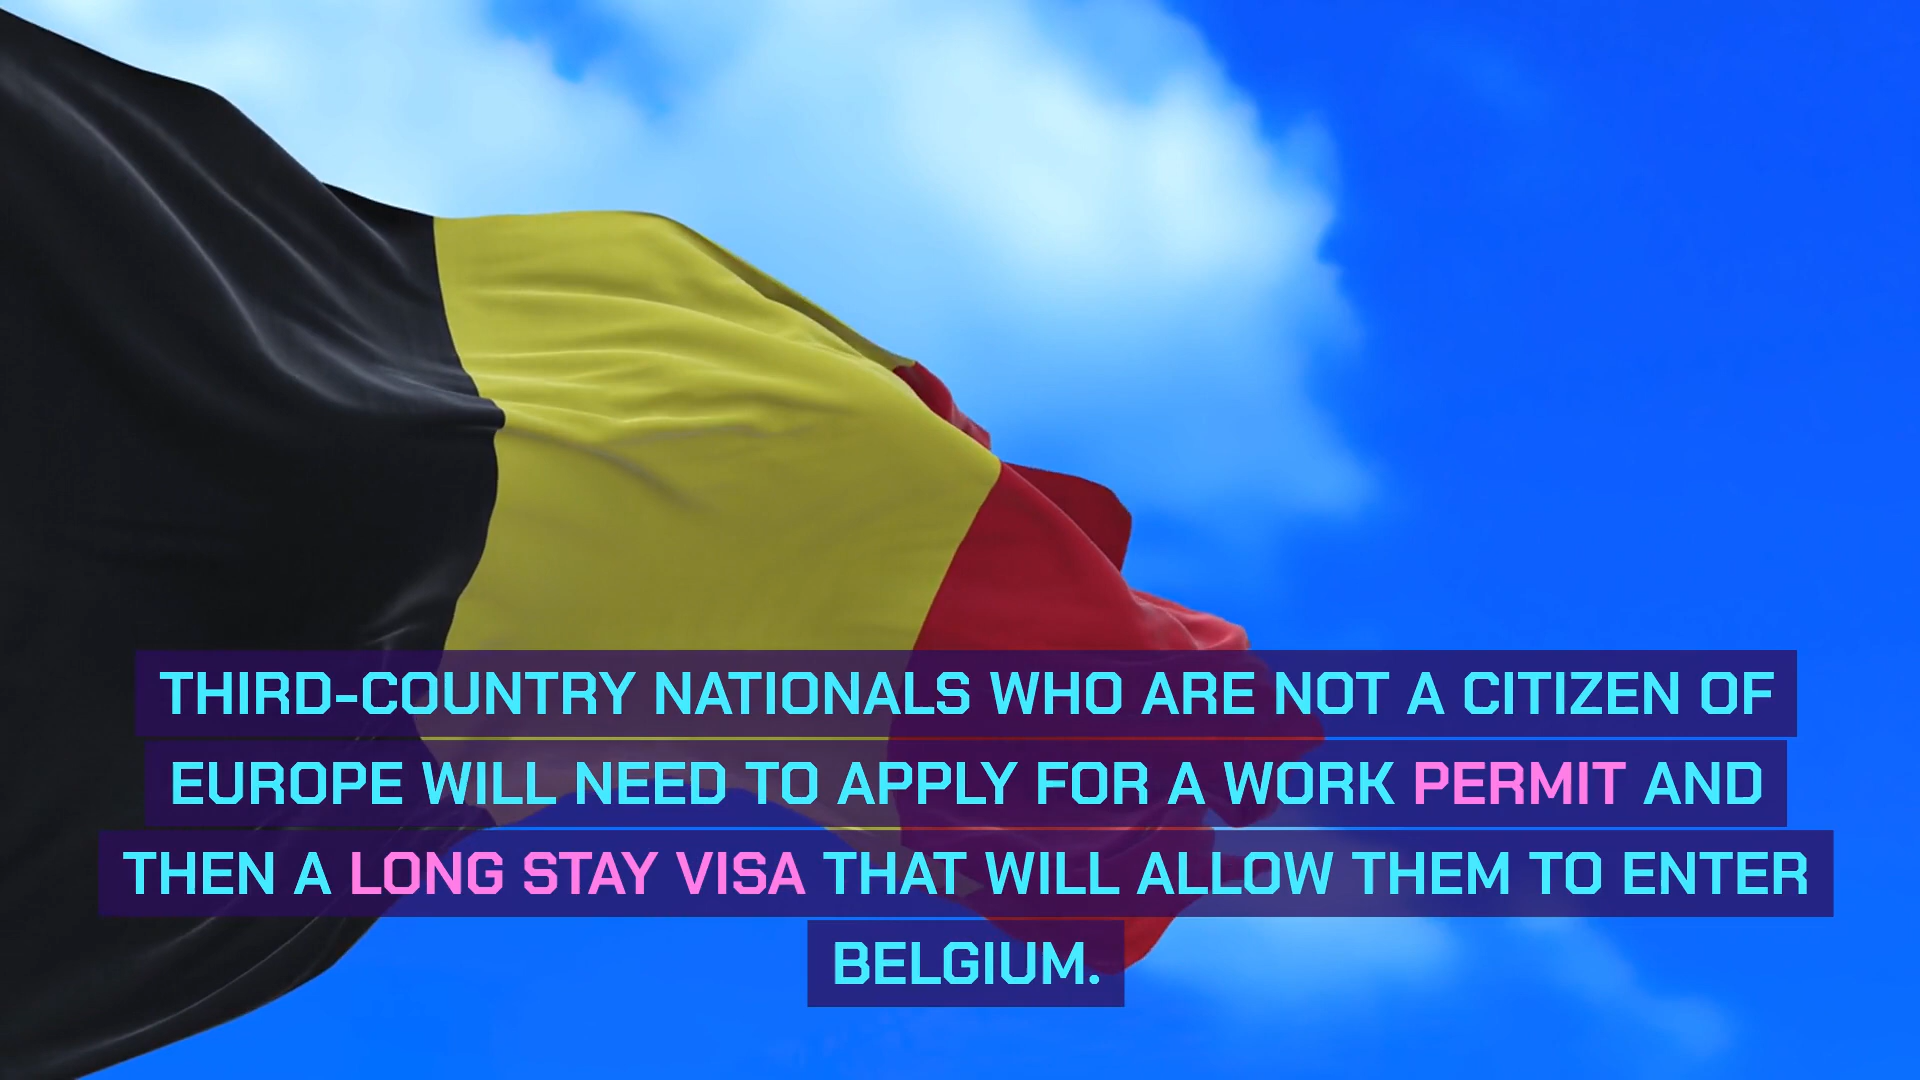 THIRD-COUNTRY NATIONALS WHO ARE NOT A CITIZEN OF
EUROPE WILL NEED TO APPLY FOR A WORK PERMIT AND
THEN A LONG STAY VISA THAT WILL ALLOW THEM TO ENTER
BELGIUM.